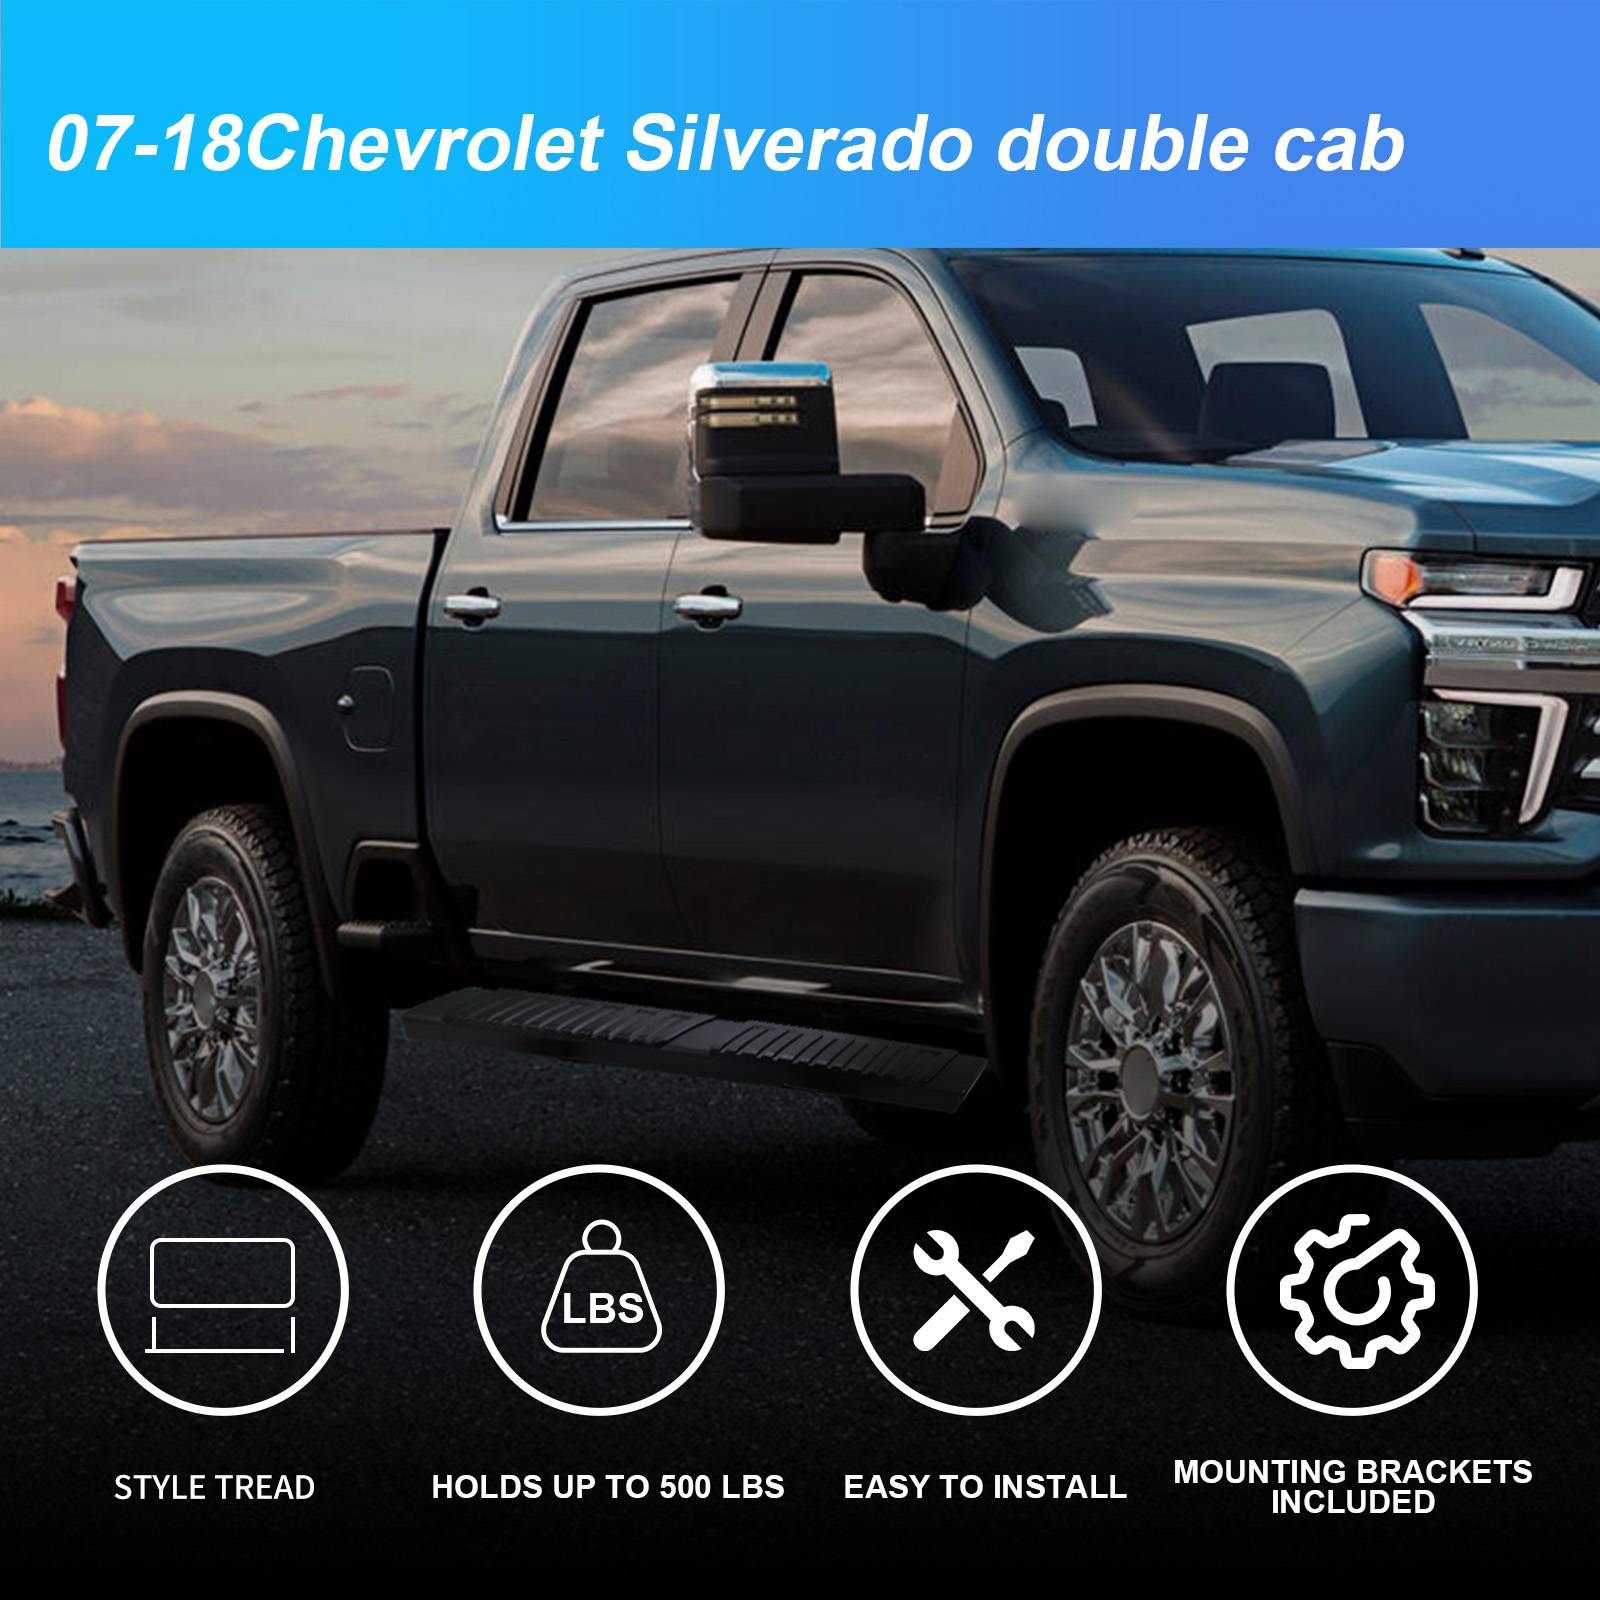 07-18Chevrolet Silverado double cab
LBS
STYLE TREAD
HOLDS UP TO 500 LBS
EASY TO INSTALL
MOUNTING BRACKETS
INCLUDED